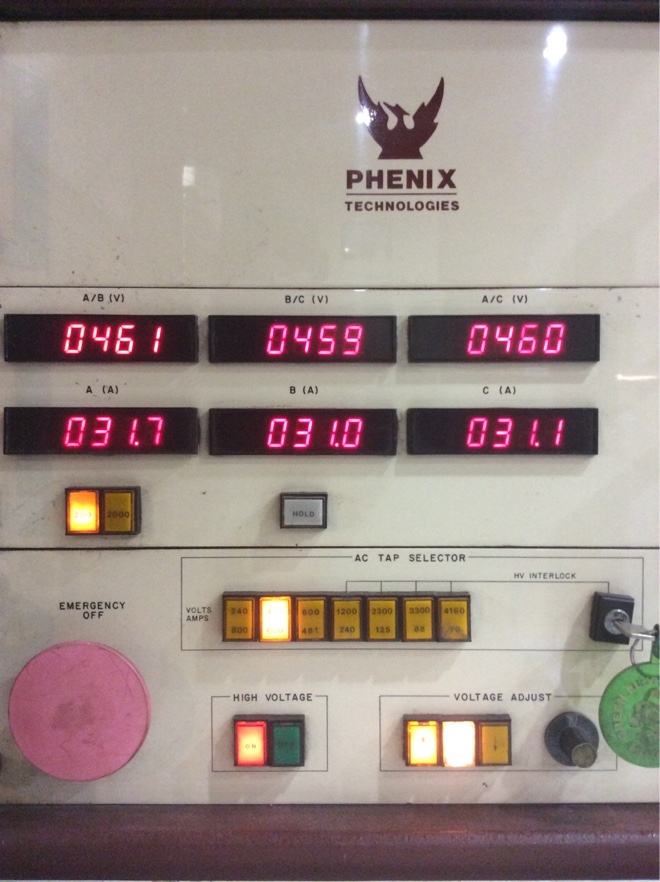 PHENIX
TECHNOLOGIES
A/B (V) B/C (V) A/C (V)
0461 0459 0460
A (A) B (A) C (A)
031.7 031.0 031.1
2000 HOLD
AC TAP SELECTOR
HV INTERLOCK
EMERGENCY
OFF
VOLTS 240 600 1200 2300 3300 4160
AMPS 800 481 240 125 88 70
HIGH VOLTAGE VOLTAGE ADJUST
ON